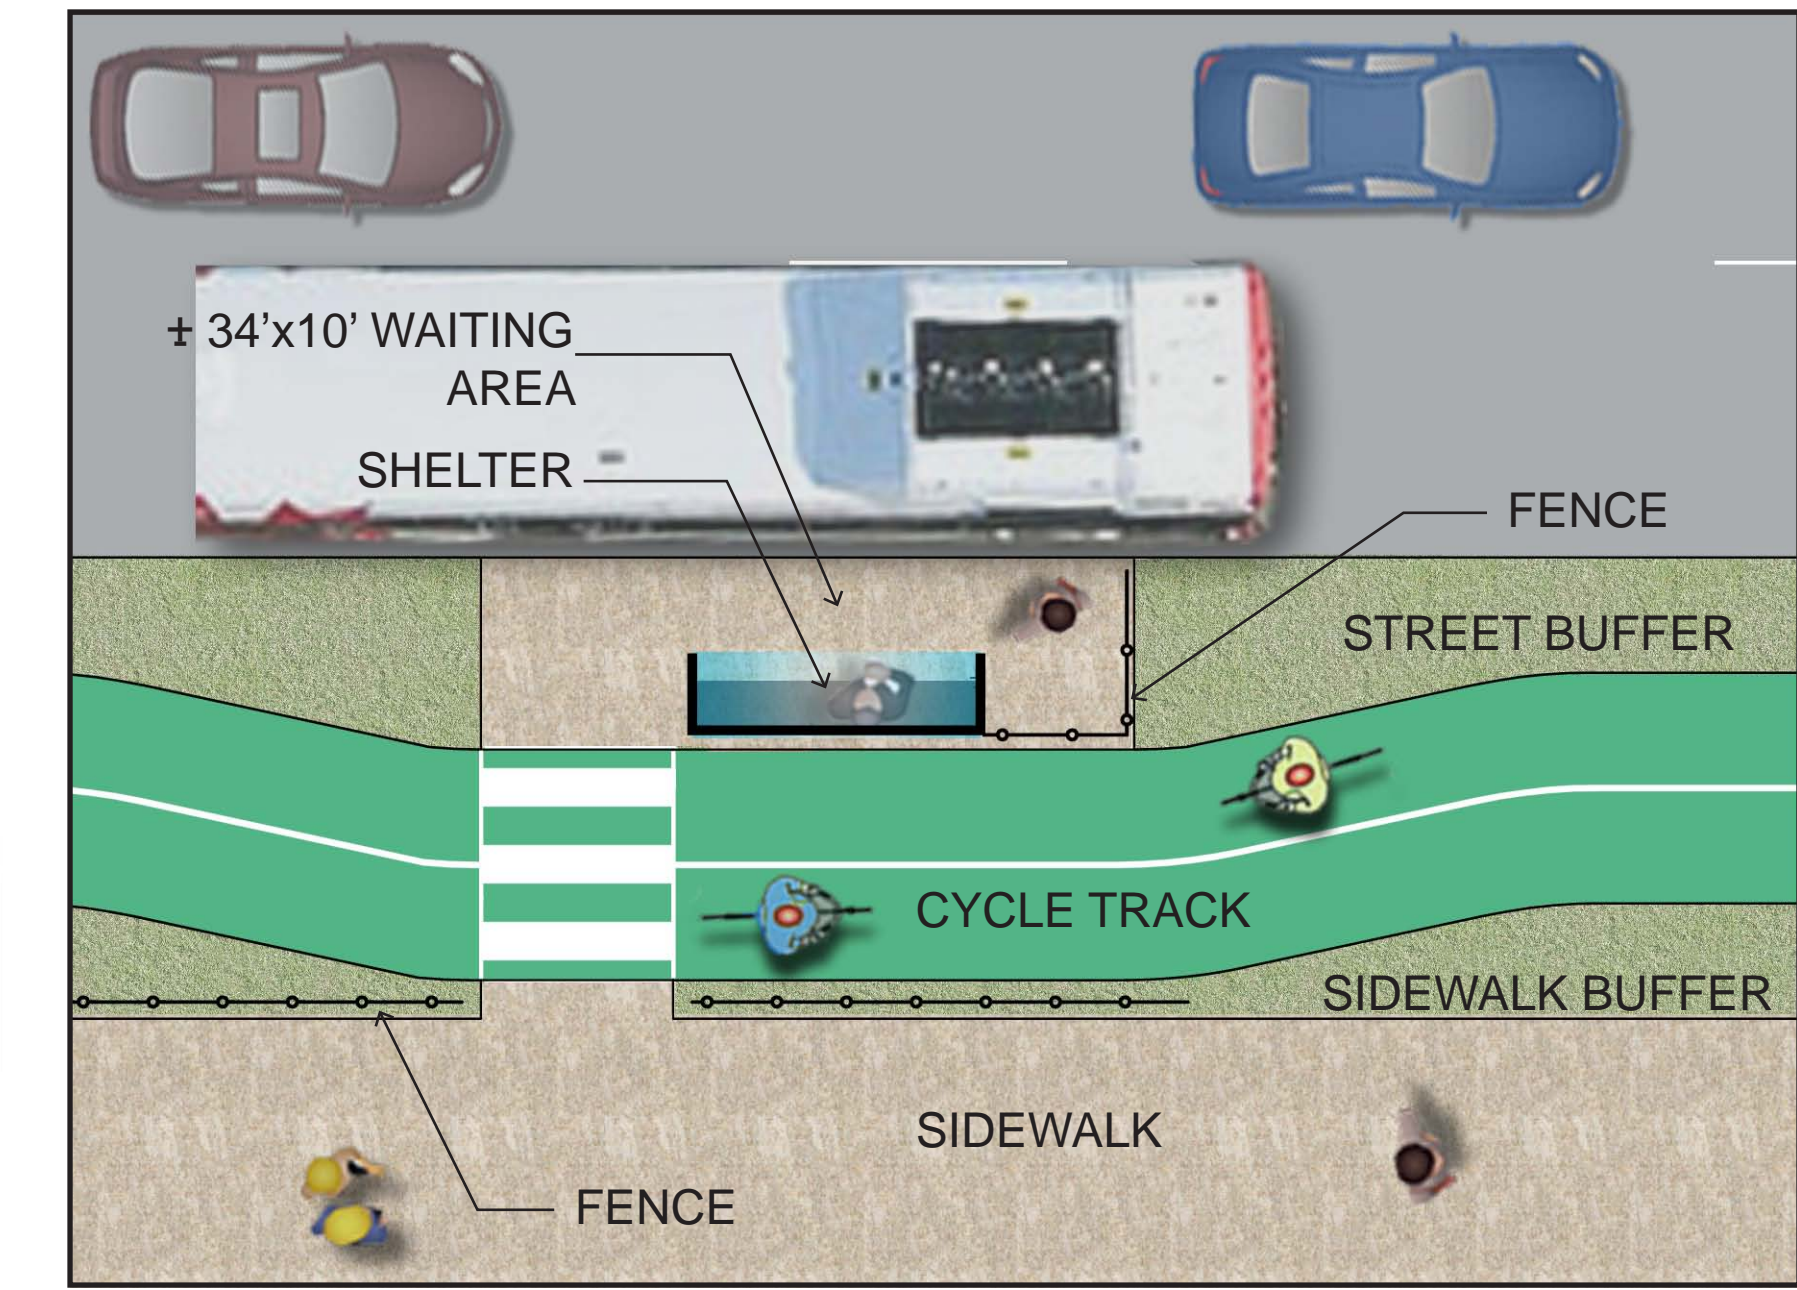 ± 34’x10’ WAITING
AREA
SHELTER
FENCE
STREET BUFFER
CYCLE TRACK
SIDEWALK BUFFER
SIDEWALK
FENCE